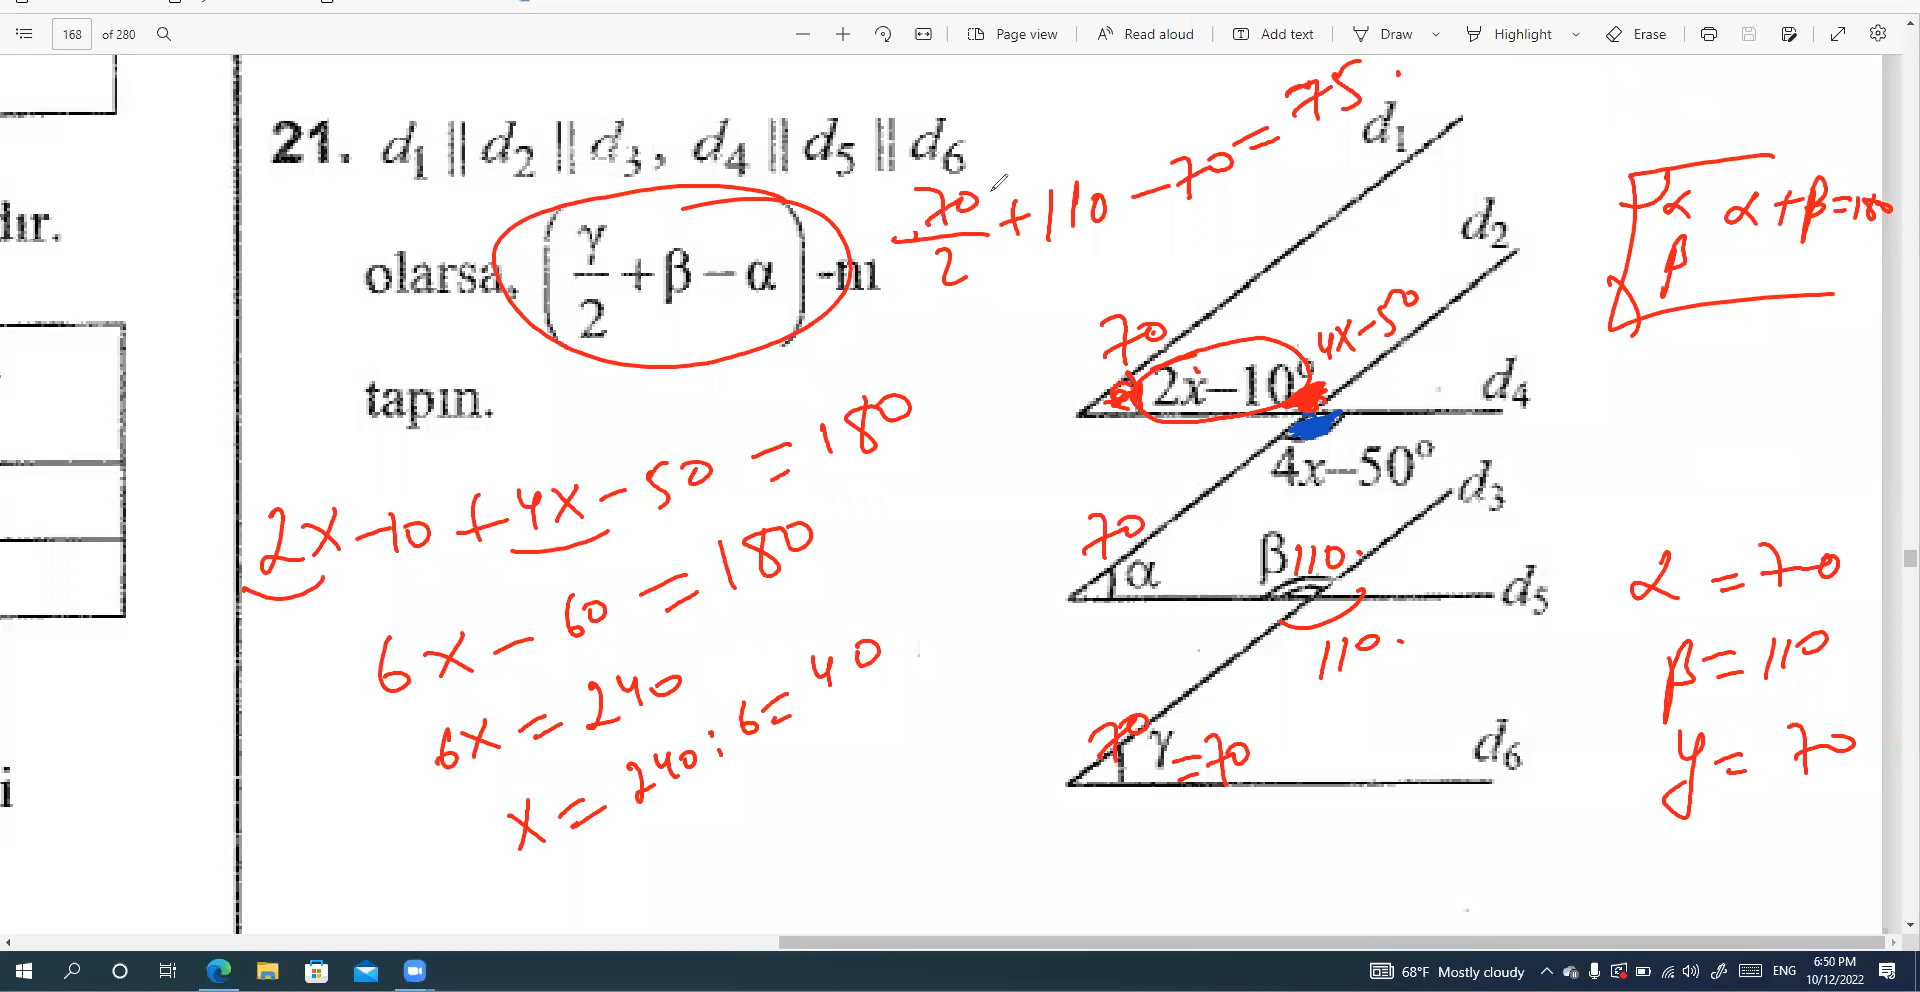 168 of 280 Page view Read aloud Add text Draw Highlight Erase
21. d₁ || d₂ || d₃, d₄ || d₅ || d₆
olarsa, (γ/2 + β − α) -nı
tapın.
70/2 + 110 − 70 = 75.
2x − 10 + 4x − 50 = 180
6x − 60 = 180
6x = 240
x = 240 : 6 = 40
d₁
d₂
70
2x−10°
4x−50
d₄
4x−50°
d₃
70
α
β 110.
d₅
110.
70
γ = 70
d₆
α
β
α + β = 180
α = 70
β = 110
γ = 70
dır.
i
68°F Mostly cloudy ENG 6:50 PM
10/12/2022